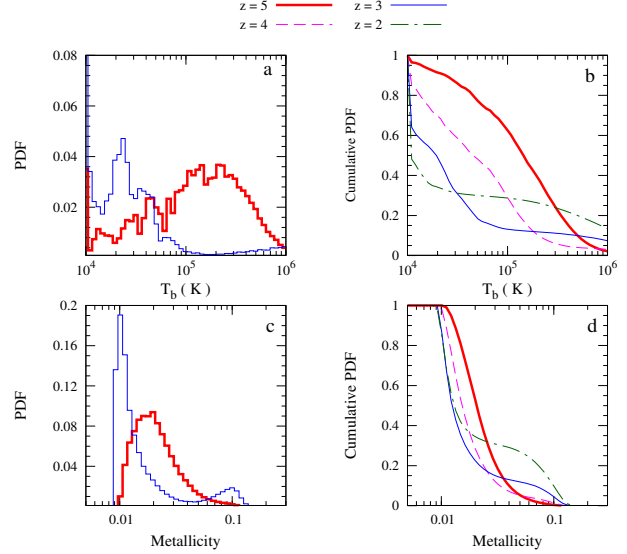 z = 5 z = 3
z = 4 z = 2
a
0.08
0.06
0.04
0.02
PDF
10^4 10^5 10^6
T_b ( K )
b
1
0.8
0.6
0.4
0.2
0
Cumulative PDF
10^4 10^5 10^6
T_b ( K )
c
0.2
0.16
0.12
0.08
0.04
PDF
0.01 0.1
Metallicity
d
1
0.8
0.6
0.4
0.2
0
Cumulative PDF
0.01 0.1
Metallicity